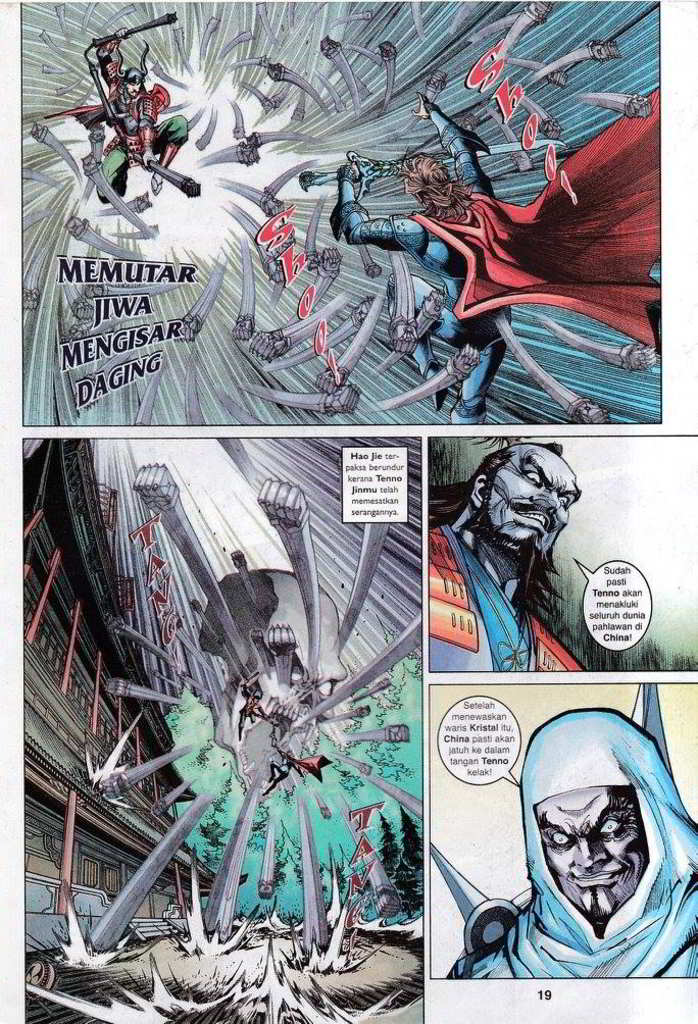 SHOO!
SHOO!
MEMUTAR
JIWA
MENGISAR
DAGING
Hao Jie ter-
paksa berundur
kerana Tenno
Jinmu telah
memesatkan
serangannya.
TANG
TANG
Sudah
pasti
Tenno akan
menakluki
seluruh dunia
pahlawan di
China!
Setelah
menewaskan
waris Kristal itu,
China pasti akan
jatuh ke dalam
tangan Tenno
kelak!
19